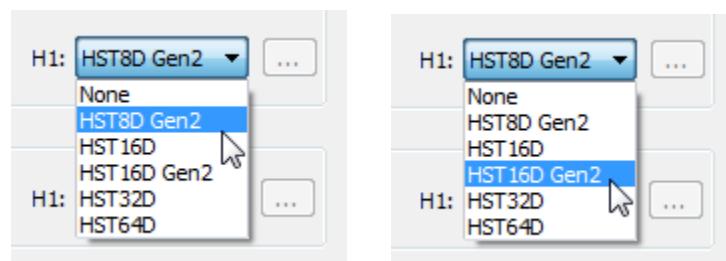 H1: HST8D Gen2 ...
None
HST8D Gen2
HST16D
HST16D Gen2
H1: HST32D ...
HST64D
H1: HST8D Gen2 ...
None
HST8D Gen2
HST16D
HST16D Gen2
H1: HST32D ...
HST64D